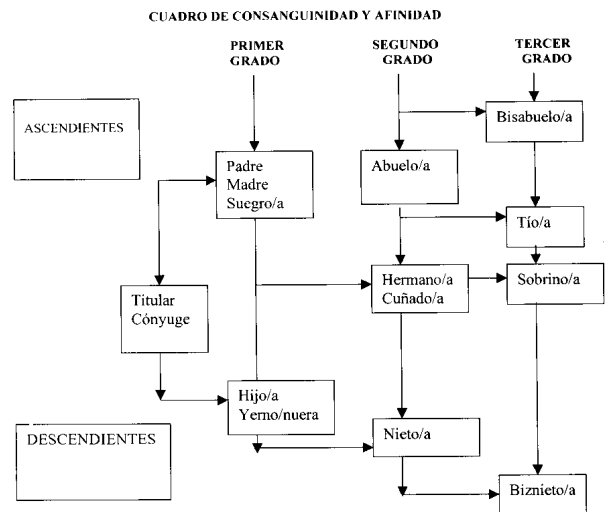 CUADRO DE CONSANGUINIDAD Y AFINIDAD
PRIMER
GRADO
SEGUNDO
GRADO
TERCER
GRADO
ASCENDIENTES
Bisabuelo/a
Padre
Madre
Suegro/a
Abuelo/a
Tío/a
Hermano/a
Cuñado/a
Sobrino/a
Titular
Cónyuge
Hijo/a
Yerno/nuera
Nieto/a
DESCENDIENTES
Biznieto/a